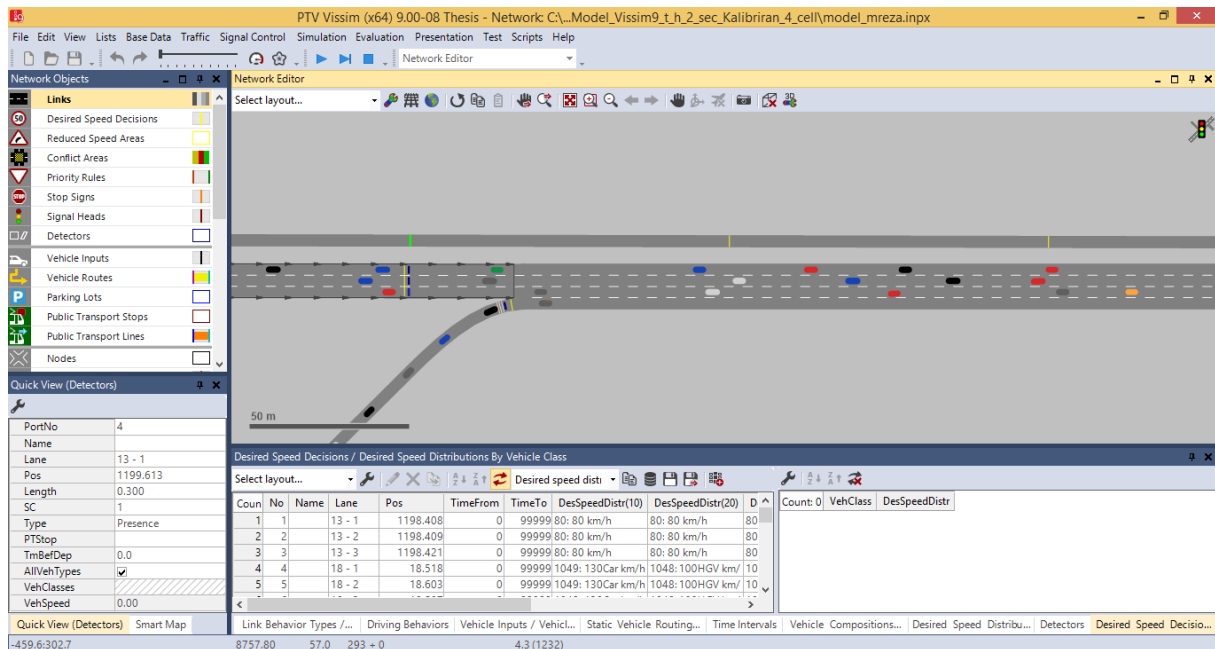 PTV Vissim (x64) 9.00-08 Thesis - Network: C:\...Model_Vissim9_t_h_2_sec_Kalibriran_4_cell\model_mreza.inpx
File Edit View Lists Base Data Traffic Signal Control Simulation Evaluation Presentation Test Scripts Help
Network Editor
Network Objects
Links
50 Desired Speed Decisions
Reduced Speed Areas
Conflict Areas
Priority Rules
STOP Stop Signs
Signal Heads
Detectors
Vehicle Inputs
Vehicle Routes
P Parking Lots
Public Transport Stops
Public Transport Lines
Nodes
Network Editor
Select layout...
3D
50 m
Quick View (Detectors)
PortNo 4
Name
Lane 13 - 1
Pos 1199.613
Length 0.300
SC 1
Type Presence
PTStop
TmBefDep 0.0
AllVehTypes
VehClasses
VehSpeed 0.00
Quick View (Detectors) Smart Map
Desired Speed Decisions / Desired Speed Distributions By Vehicle Class
Select layout... Desired speed distr
Coun No Name Lane Pos TimeFrom TimeTo DesSpeedDistr(10) DesSpeedDistr(20) D
1 1 13 - 1 1198.408 0 99999 80: 80 km/h 80: 80 km/h 80
2 2 13 - 2 1198.409 0 99999 80: 80 km/h 80: 80 km/h 80
3 3 13 - 3 1198.421 0 99999 80: 80 km/h 80: 80 km/h 80
4 4 18 - 1 18.518 0 99999 1049: 130Car km/h 1048: 100HGV km/ 10
5 5 18 - 2 18.603 0 99999 1049: 130Car km/h 1048: 100HGV km/ 10
Count: 0 VehClass DesSpeedDistr
Link Behavior Types /... Driving Behaviors Vehicle Inputs / Vehicl... Static Vehicle Routing... Time Intervals Vehicle Compositions... Desired Speed Distribu... Detectors Desired Speed Decisio...
-459.6:302.7 8757.80 57.0 293 + 0 4.3 (1232)